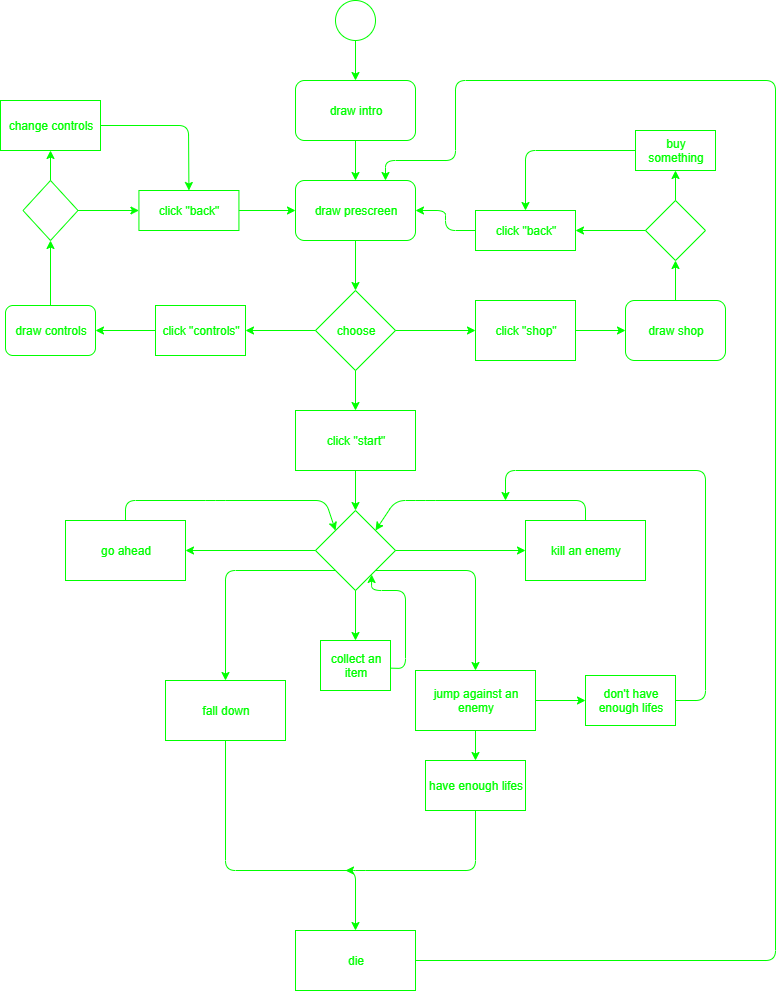 draw intro
change controls
buy
something
click "back"
draw prescreen
click "back"
draw controls
click "controls"
choose
click "shop"
draw shop
click "start"
go ahead
kill an enemy
collect an
item
fall down
jump against an
enemy
don't have
enough lifes
have enough lifes
die